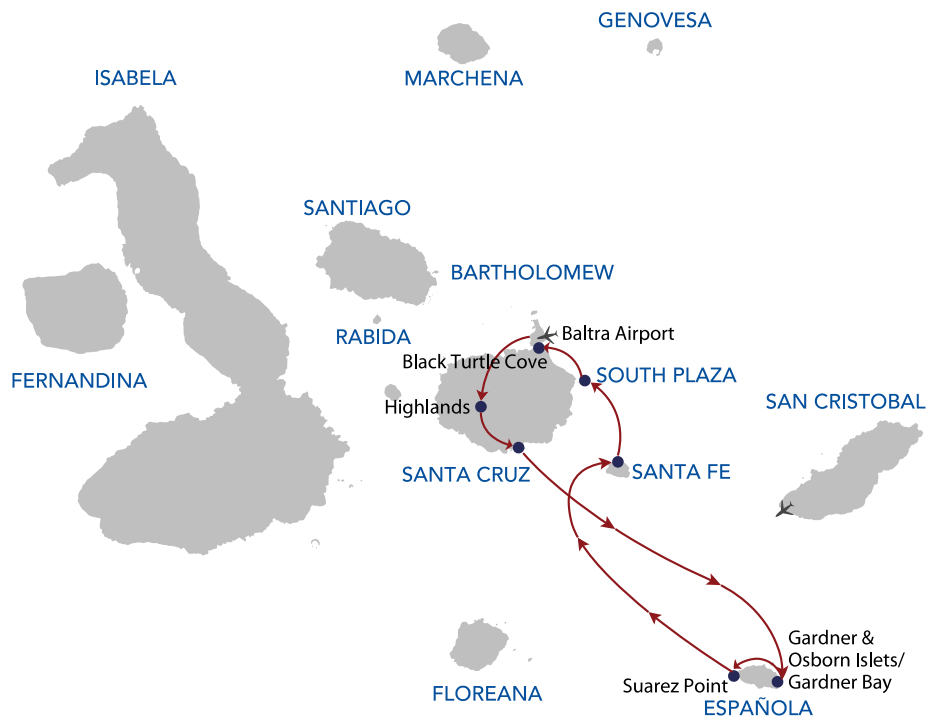 GENOVESA
ISABELA
MARCHENA
SANTIAGO
BARTHOLOMEW
RABIDA
Baltra Airport
Black Turtle Cove
FERNANDINA
SOUTH PLAZA
Highlands
SAN CRISTOBAL
SANTA CRUZ
SANTA FE
Gardner &
Osborn Islets/
Gardner Bay
Suarez Point
FLOREANA
ESPAÑOLA